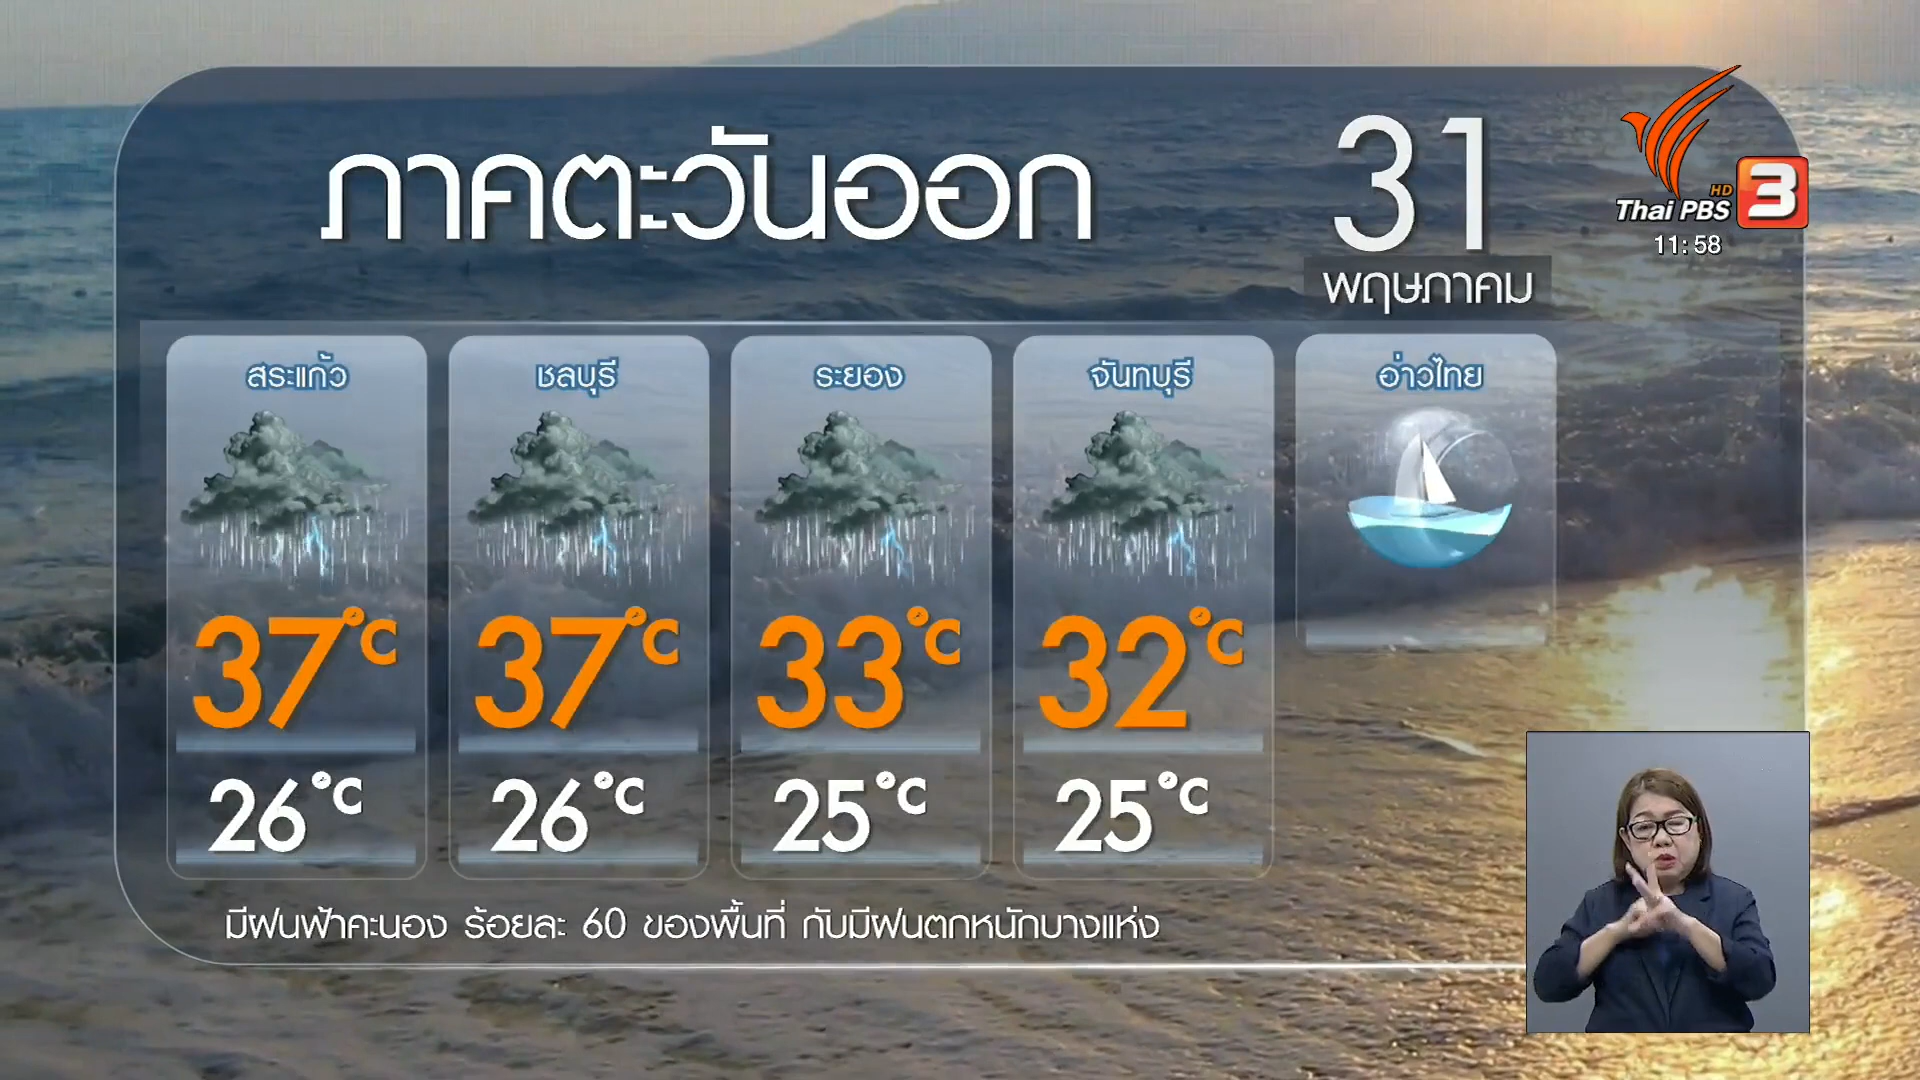 ภาคตะวันออก
31
พฤษภาคม
HD
Thai PBS 3
11:58
สระแก้ว
37°C
26°C
ชลบุรี
37°C
26°C
ระยอง
33°C
25°C
จันทบุรี
32°C
25°C
อ่าวไทย
มีฝนฟ้าคะนอง ร้อยละ 60 ของพื้นที่ กับมีฝนตกหนักบางแห่ง